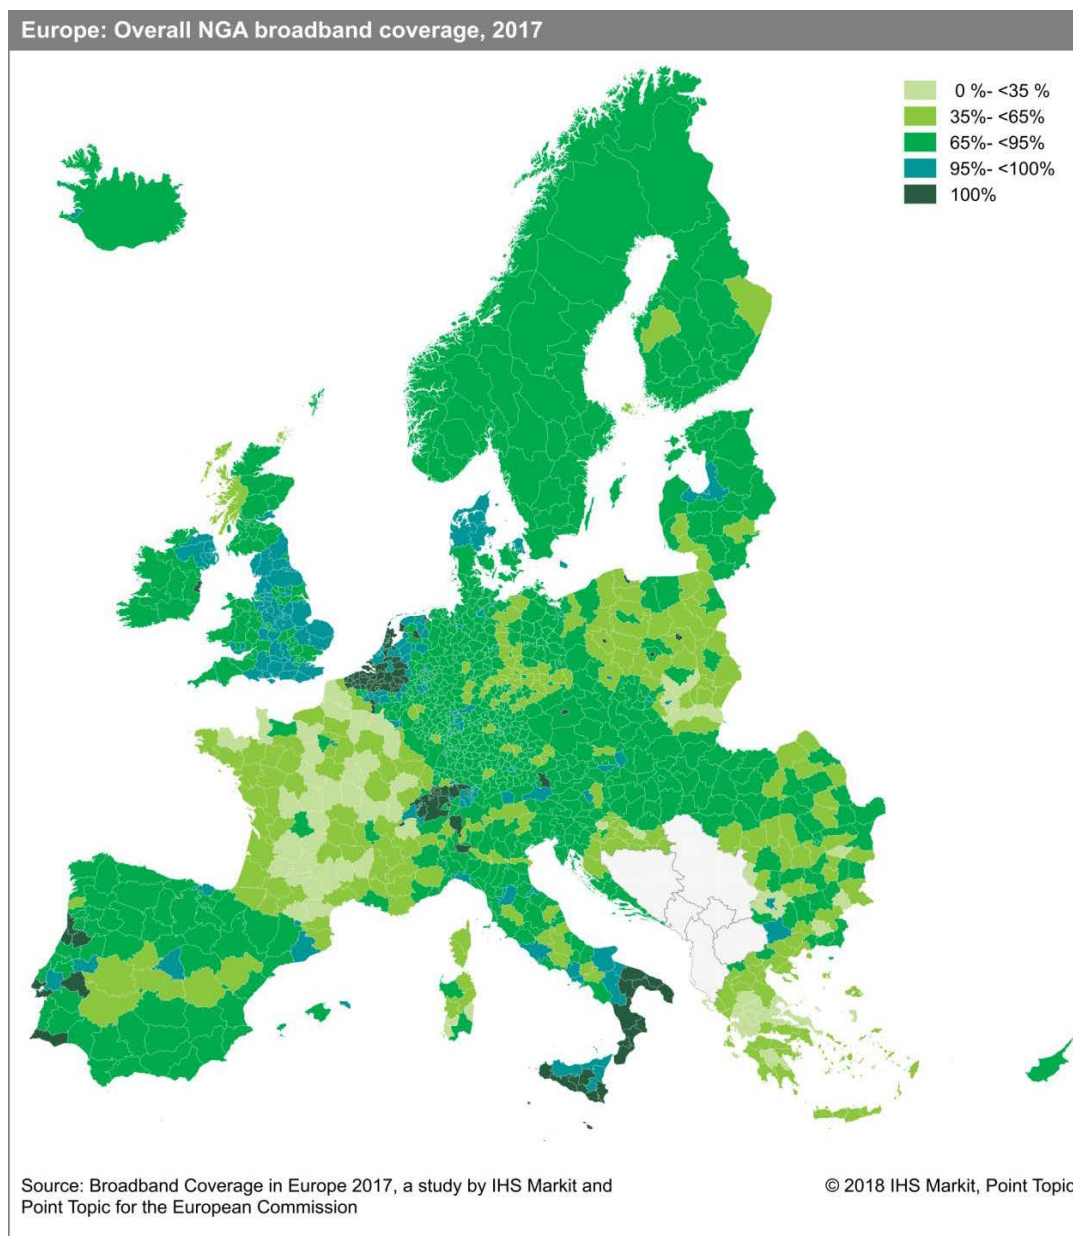 Europe: Overall NGA broadband coverage, 2017
0 %- <35 %
35%- <65%
65%- <95%
95%- <100%
100%
Source: Broadband Coverage in Europe 2017, a study by IHS Markit and
Point Topic for the European Commission
© 2018 IHS Markit, Point Topic